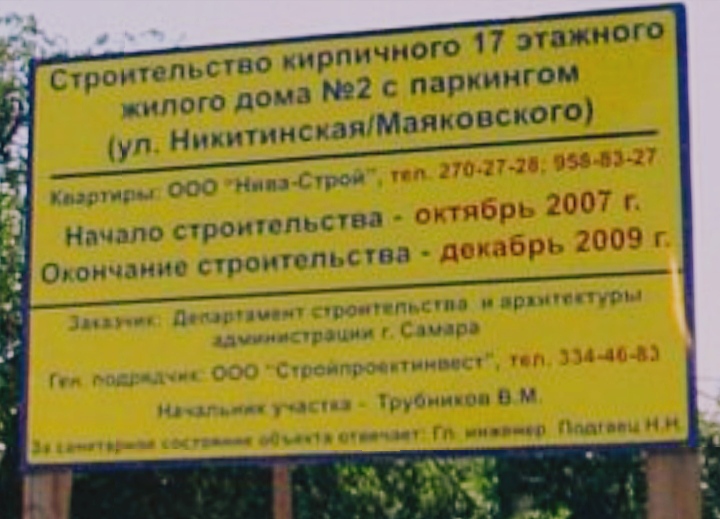 Строительство кирпичного 17 этажного
жилого дома №2 с паркингом
(ул. Никитинская/Маяковского)
Квартиры: ООО "Нива-Строй", тел. 270-27-28, 958-83-27
Начало строительства - октябрь 2007 г.
Окончание строительства - декабрь 2009 г.
Заказчик: Департамент строительства и архитектуры
администрации г. Самара
Ген. подрядчик: ООО "Стройпроектинвест", тел. 334-46-83
Начальник участка - Трубников В.М.
За санитарное состояние объекта отвечает: Гл. инженер Подгаец Н.Н.